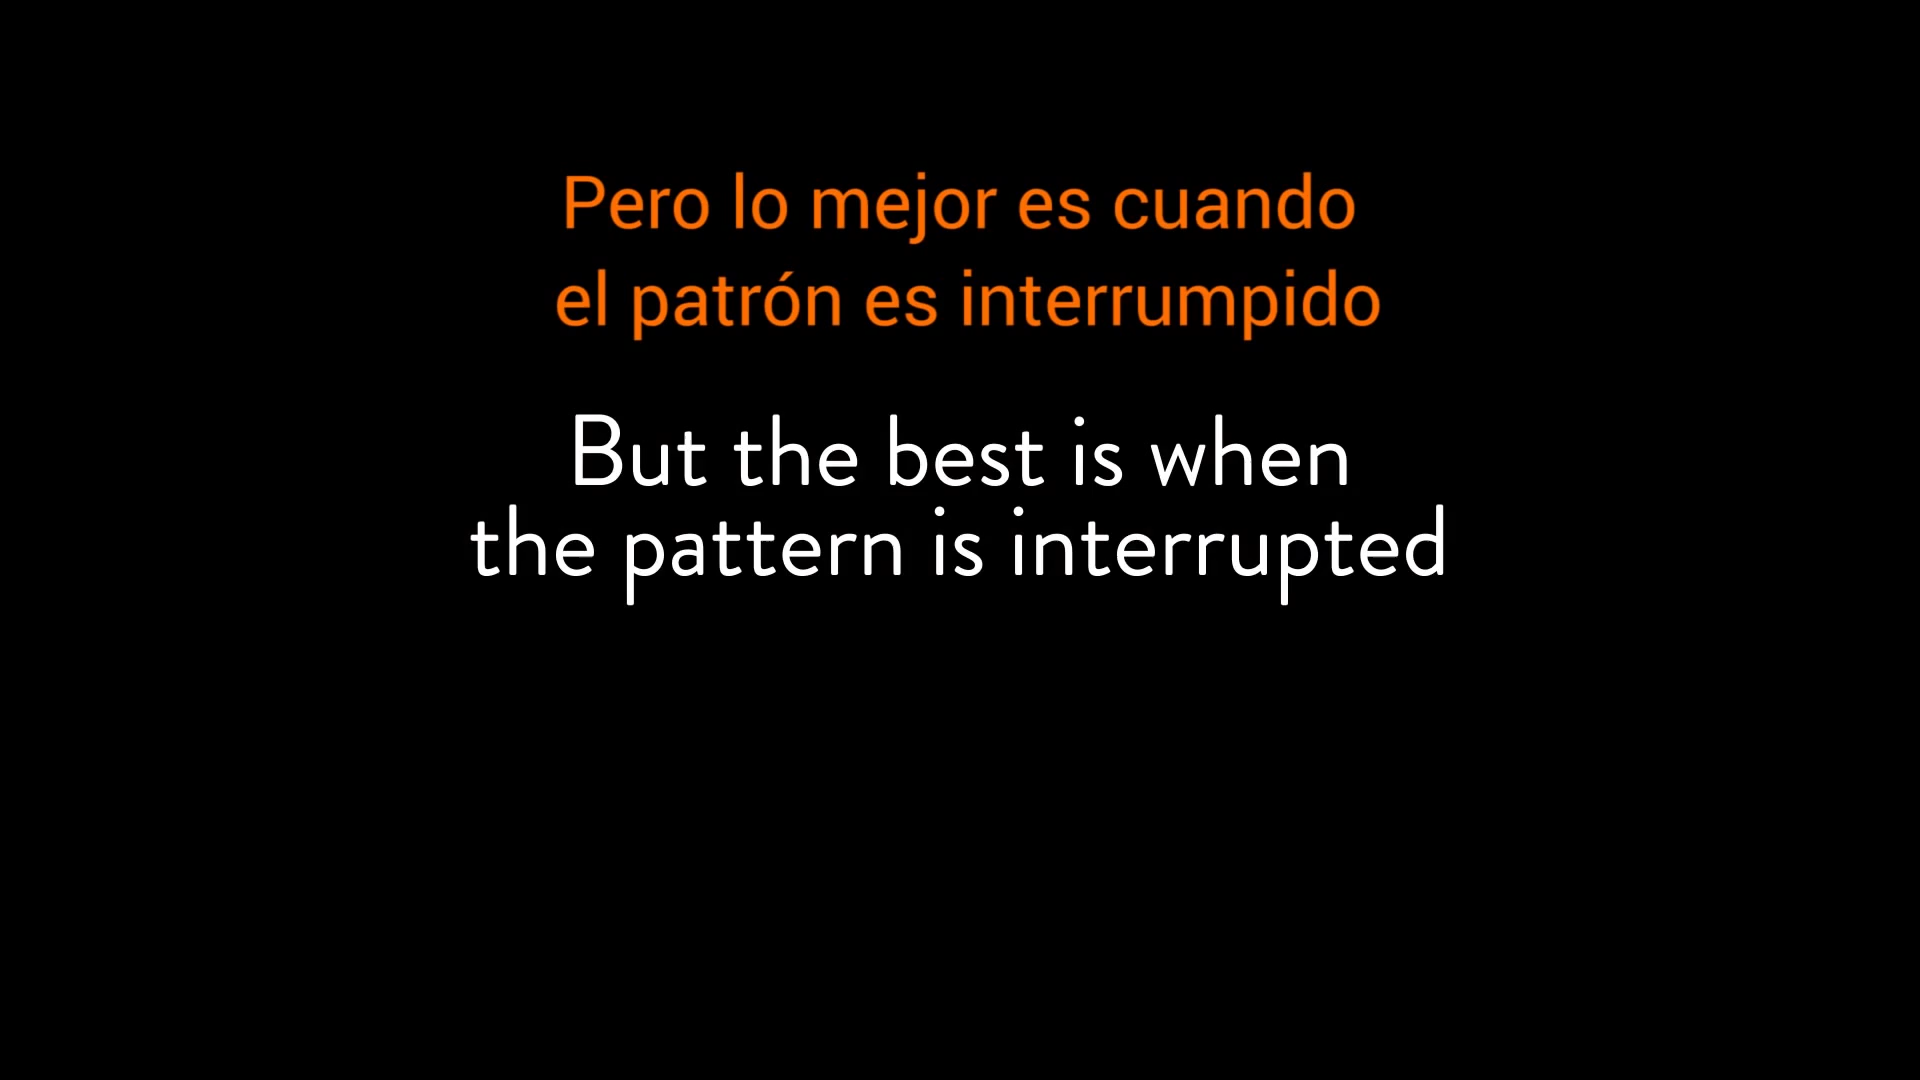 Pero lo mejor es cuando
el patrón es interrumpido
But the best is when
the pattern is interrupted